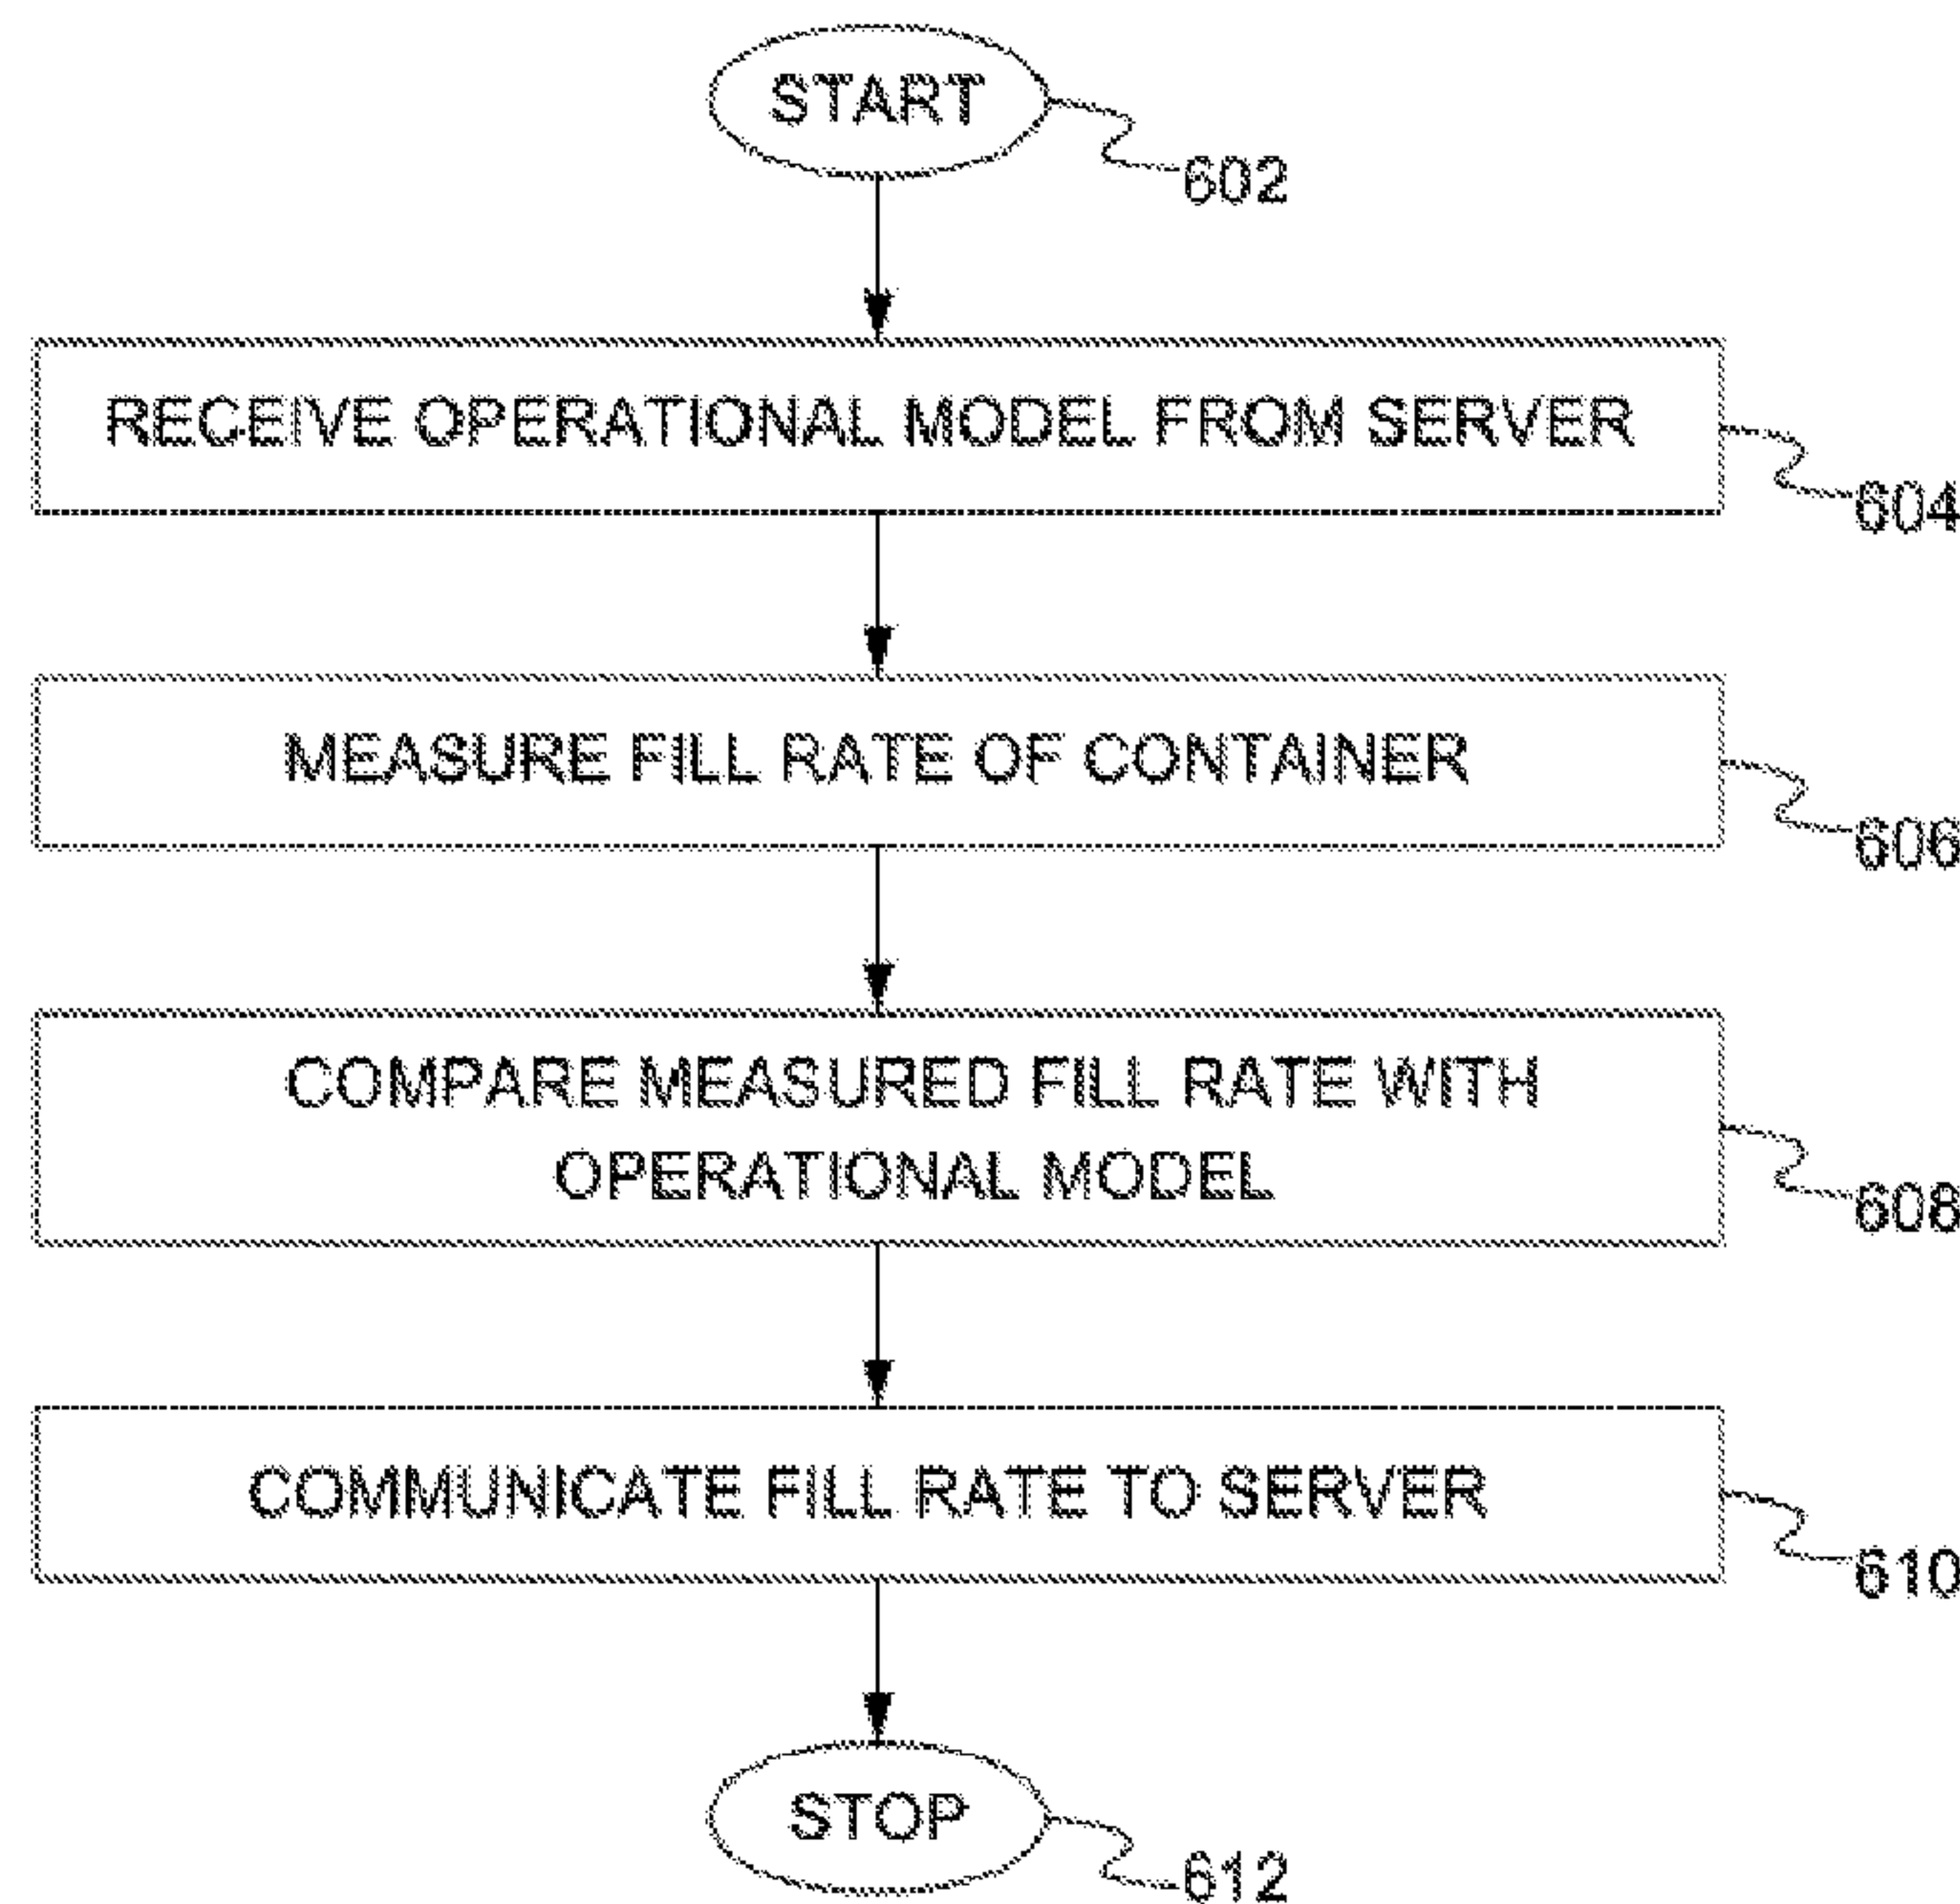 START
602
RECEIVE OPERATIONAL MODEL FROM SERVER
604
MEASURE FILL RATE OF CONTAINER
606
COMPARE MEASURED FILL RATE WITH
OPERATIONAL MODEL
608
COMMUNICATE FILL RATE TO SERVER
610
STOP
612